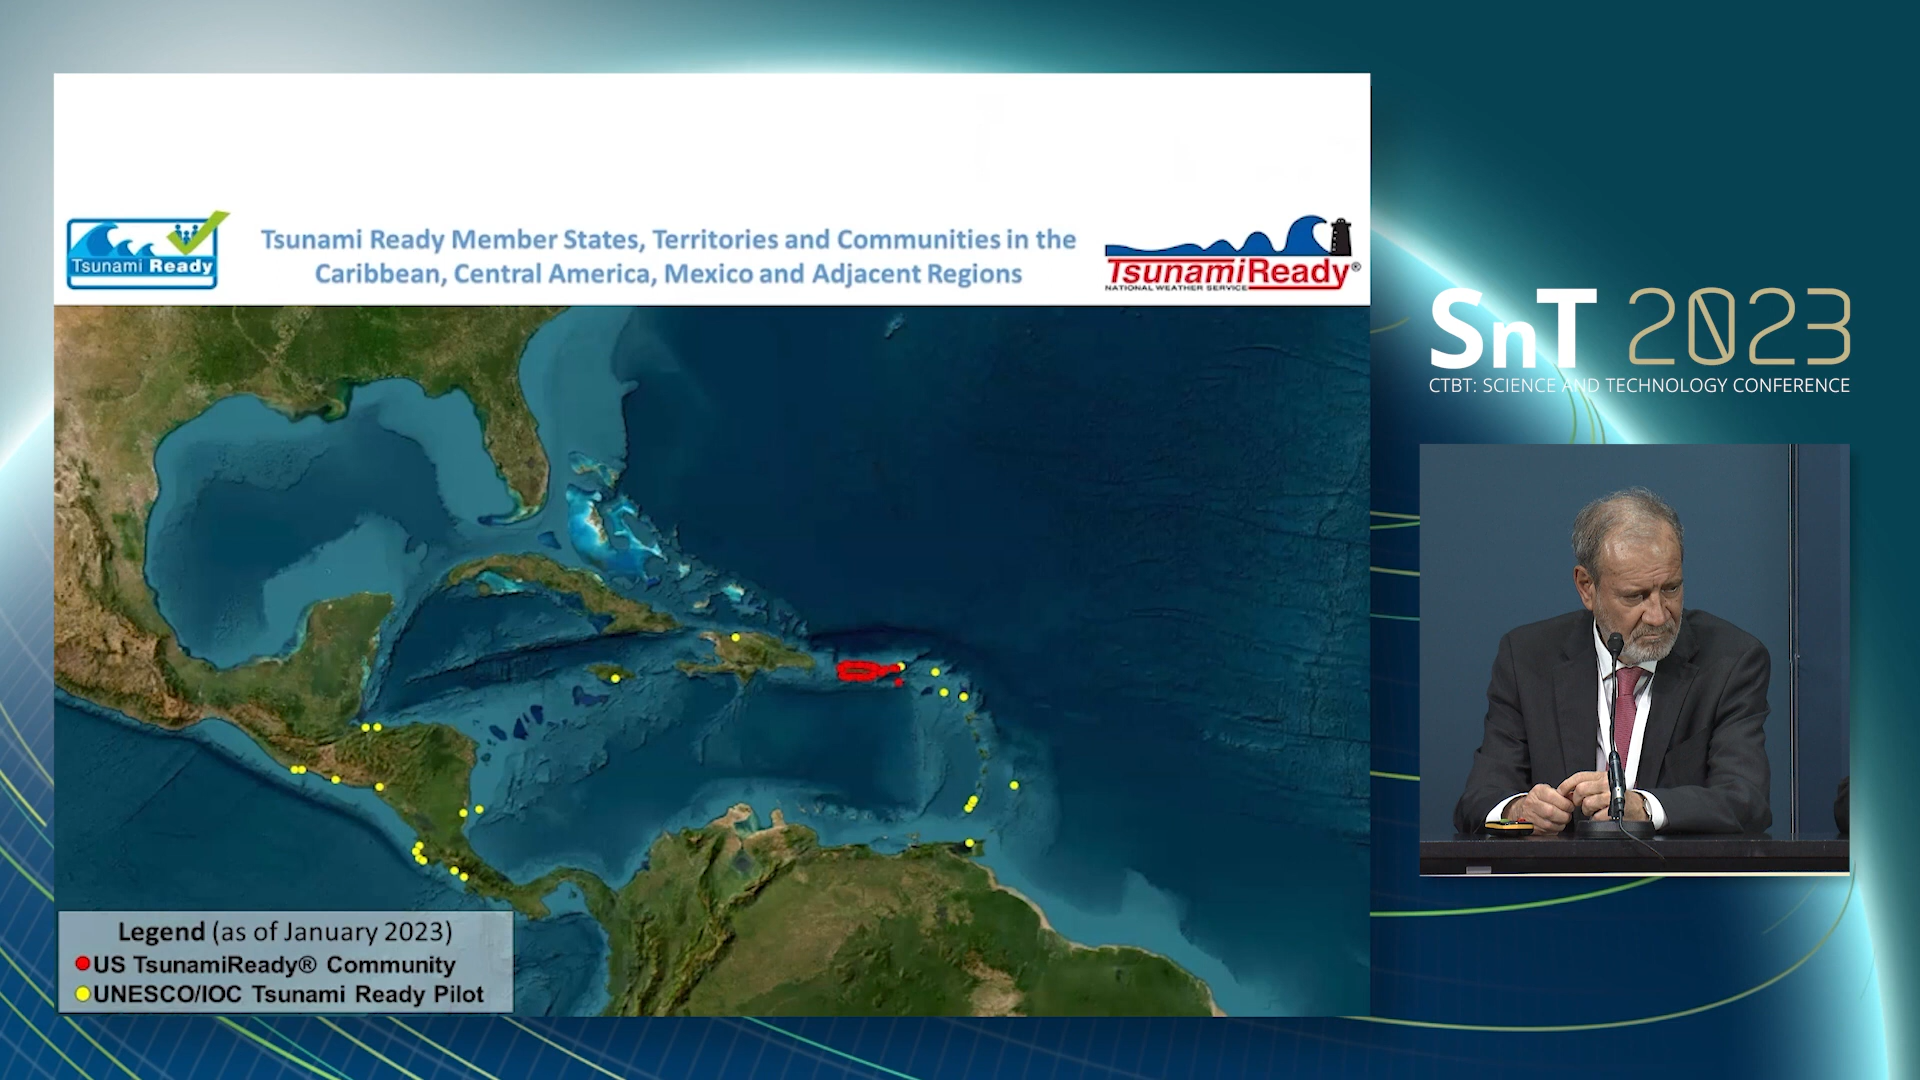 Tsunami Ready
Tsunami Ready Member States, Territories and Communities in the
Caribbean, Central America, Mexico and Adjacent Regions
TsunamiReady®
NATIONAL WEATHER SERVICE
SnT 2023
CTBT: SCIENCE AND TECHNOLOGY CONFERENCE
Legend (as of January 2023)
US TsunamiReady® Community
UNESCO/IOC Tsunami Ready Pilot